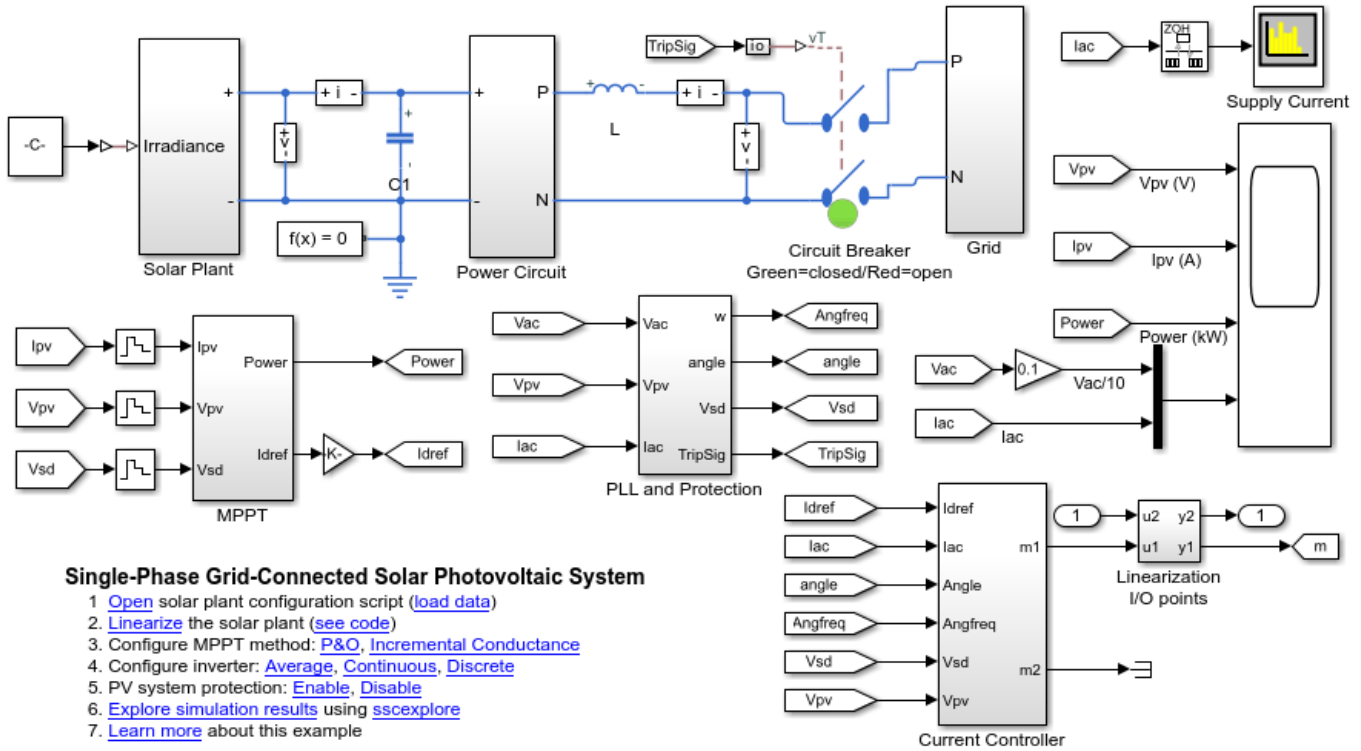 -C-
Irradiance
+
-
Solar Plant
+ i -
+ v -
+
C1
f(x) = 0
+
-
P
N
Power Circuit
+ -
L
+ i -
+ v -
TripSig
io
vT
Circuit Breaker
Green=closed/Red=open
P
N
Grid
Iac
ZOH
Supply Current
Vpv
Vpv (V)
Ipv
Ipv (A)
Power
Power (kW)
Vac
0.1
Vac/10
Iac
Iac
Ipv
Vpv
Vsd
Ipv
Vpv
Vsd
Power
Idref
MPPT
Power
-K-
Idref
Vac
Vpv
Iac
Vac
Vpv
Iac
w
angle
Vsd
TripSig
PLL and Protection
Angfreq
angle
Vsd
TripSig
Idref
Iac
angle
Angfreq
Vsd
Vpv
Idref
Iac
Angle
Angfreq
Vsd
Vpv
m1
m2
Current Controller
1
u2 y2
u1 y1
1
m
Linearization
I/O points
Single-Phase Grid-Connected Solar Photovoltaic System
1 Open solar plant configuration script (load data)
2. Linearize the solar plant (see code)
3. Configure MPPT method: P&O, Incremental Conductance
4. Configure inverter: Average, Continuous, Discrete
5. PV system protection: Enable, Disable
6. Explore simulation results using sscexplore
7. Learn more about this example